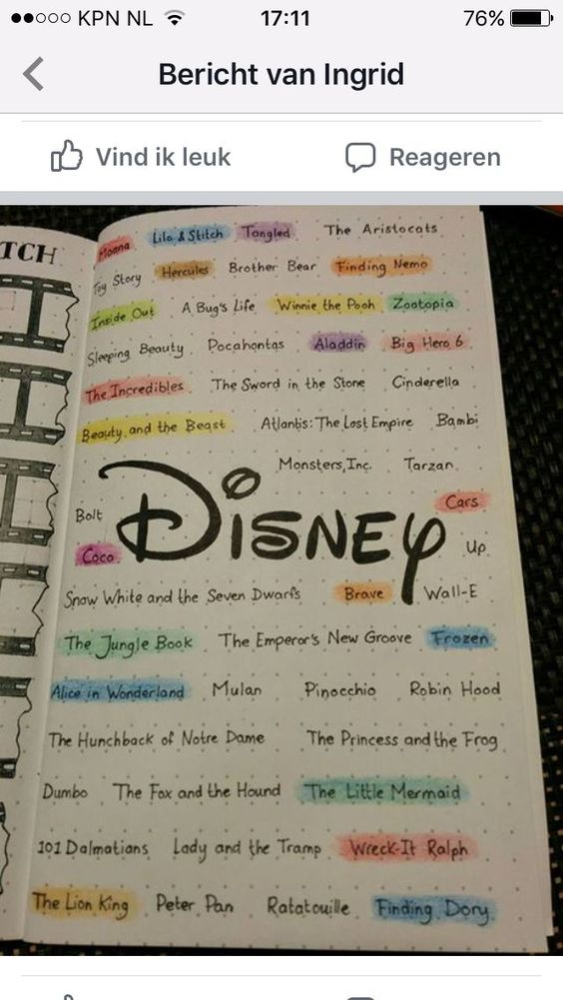 KPN NL 17:11 76%
Bericht van Ingrid
Vind ik leuk Reageren
TCH
Moana Lilo & Stitch Tangled The Aristocats
Toy Story Hercules Brother Bear Finding Nemo
Inside Out A Bug's Life Winnie the Pooh Zootopia
Sleeping Beauty Pocahontas Aladdin Big Hero 6
The Incredibles The Sword in the Stone Cinderella
Beauty and the Beast Atlantis: The Lost Empire Bambi
Monsters, Inc. Tarzan
Bolt Disney Cars
Coco Up
Snow White and the Seven Dwarfs Brave Wall-E
The Jungle Book The Emperor's New Groove Frozen
Alice in Wonderland Mulan Pinocchio Robin Hood
The Hunchback of Notre Dame The Princess and the Frog
Dumbo The Fox and the Hound The Little Mermaid
101 Dalmatians Lady and the Tramp Wreck-It Ralph
The Lion King Peter Pan Ratatouille Finding Dory